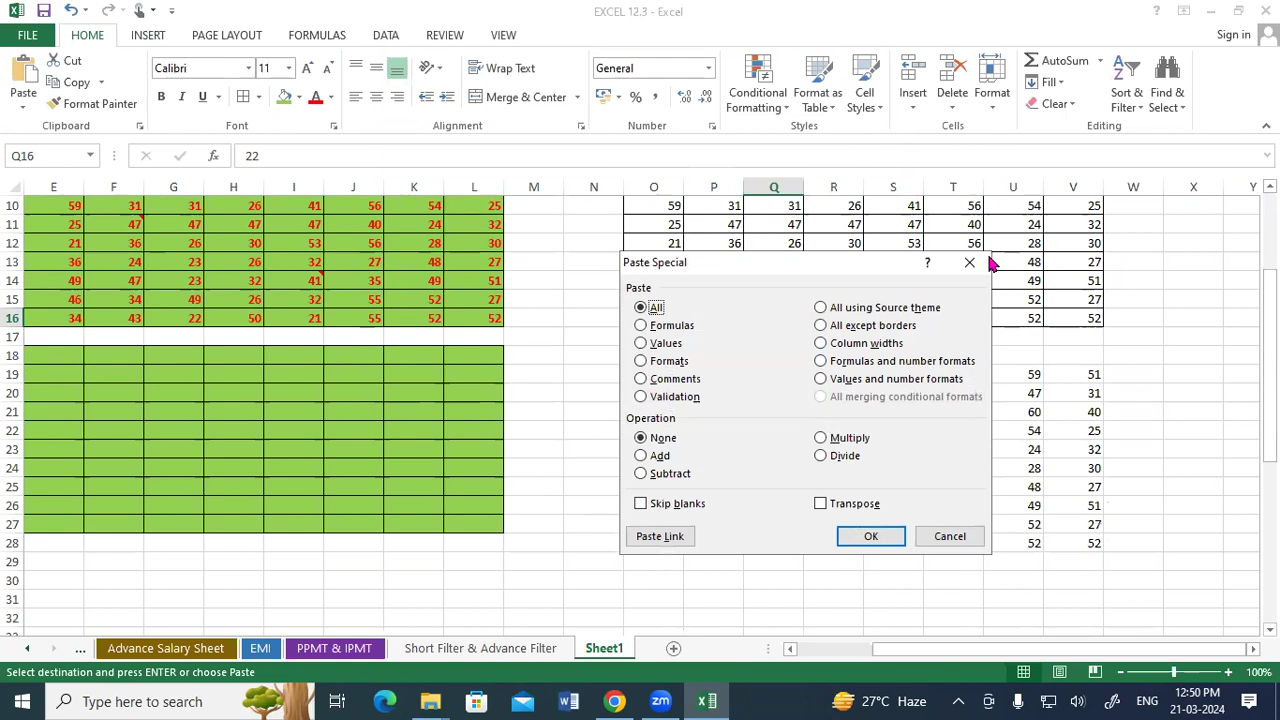 EXCEL 12.3 - Excel
FILE HOME INSERT PAGE LAYOUT FORMULAS DATA REVIEW VIEW Sign in
Paste Cut Copy Format Painter
Calibri 11
B I U
Wrap Text
Merge & Center
General
Conditional Formatting Format as Table Cell Styles
Insert Delete Format
AutoSum Fill Clear
Sort & Filter Find & Select
Clipboard Font Alignment Number Styles Cells Editing
Q16 fx 22
E F G H I J K L M N O P Q R S T U V W X Y
10 59 31 31 26 41 56 54 25 59 31 31 26 41 56 54 25
11 25 47 47 47 47 40 24 32 25 47 47 47 47 40 24 32
12 21 36 26 30 53 56 28 30 21 36 26 30 53 56 28 30
13 36 24 23 26 32 27 48 27 48 27
14 49 47 23 32 41 35 49 51 49 51
15 46 34 26 26 32 55 52 27 52 27
16 34 43 22 50 21 55 52 52 52 52
17
18
19 59 51
20 47 31
21 60 40
22 54 25
23 24 32
24 28 30
25 48 27
26 49 51
27 52 27
28 52 52
29
30
31
32
Paste Special ?
Paste
All All using Source theme
Formulas All except borders
Values Column widths
Formats Formulas and number formats
Comments Values and number formats
Validation All merging conditional formats
Operation
None Multiply
Add Divide
Subtract
Skip blanks Transpose
Paste Link OK Cancel
... Advance Salary Sheet EMI PPMT & IPMT Short Filter & Advance Filter Sheet1
Select destination and press ENTER or choose Paste 100%
Type here to search 27°C Haze ENG 12:50 PM
21-03-2024